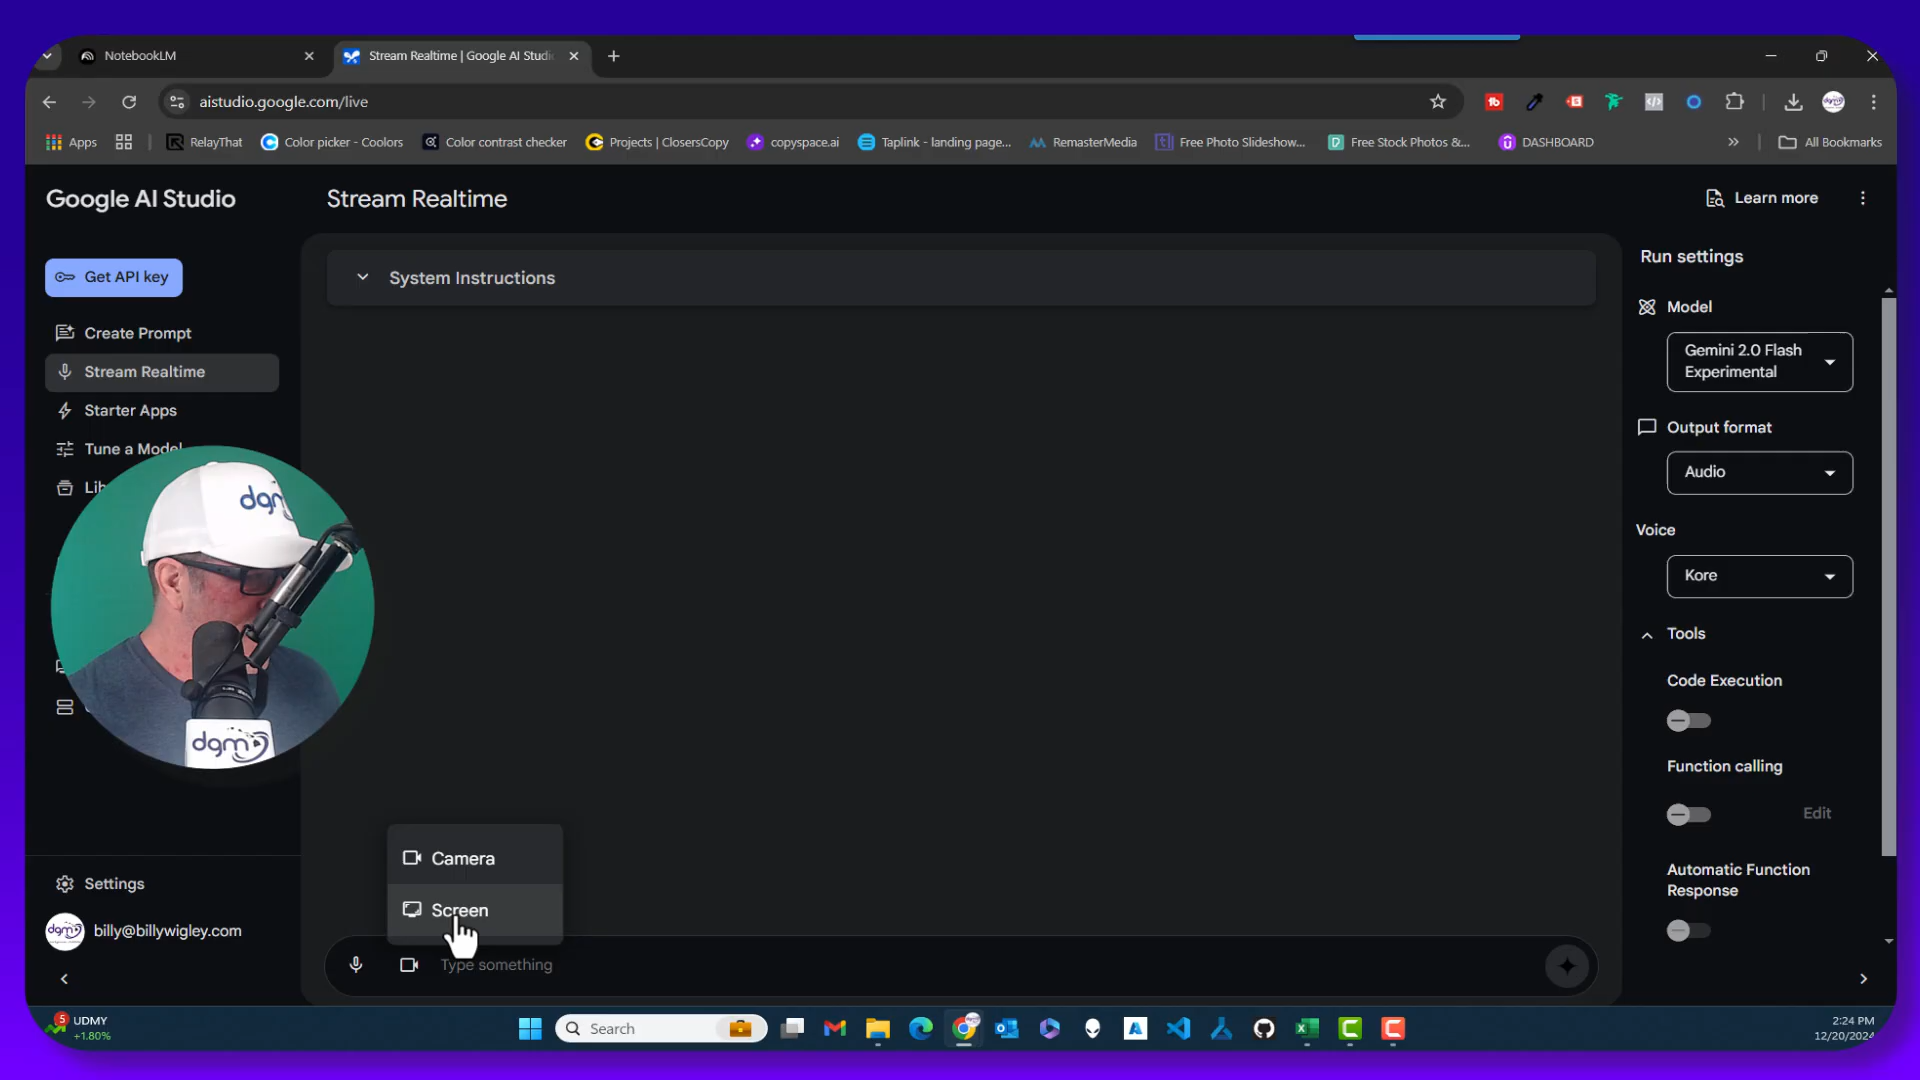 NotebookLM
Stream Realtime | Google AI Studi
aistudio.google.com/live
Apps
RelayThat
Color picker - Coolors
Color contrast checker
Projects | ClosersCopy
copyspace.ai
Taplink - landing page...
RemasterMedia
Free Photo Slideshow...
Free Stock Photos &...
DASHBOARD
All Bookmarks
Google AI Studio
Stream Realtime
Learn more
Get API key
System Instructions
Run settings
Create Prompt
Stream Realtime
Starter Apps
Tune a Model
Lib
Model
Gemini 2.0 Flash
Experimental
Output format
Audio
Voice
Kore
Tools
Code Execution
Function calling
Edit
Automatic Function
Response
dgm
dgm
Camera
Screen
Type something
Settings
dgm
billy@billywigley.com
5
UDMY
+1.80%
Search
2:24 PM
12/20/2024